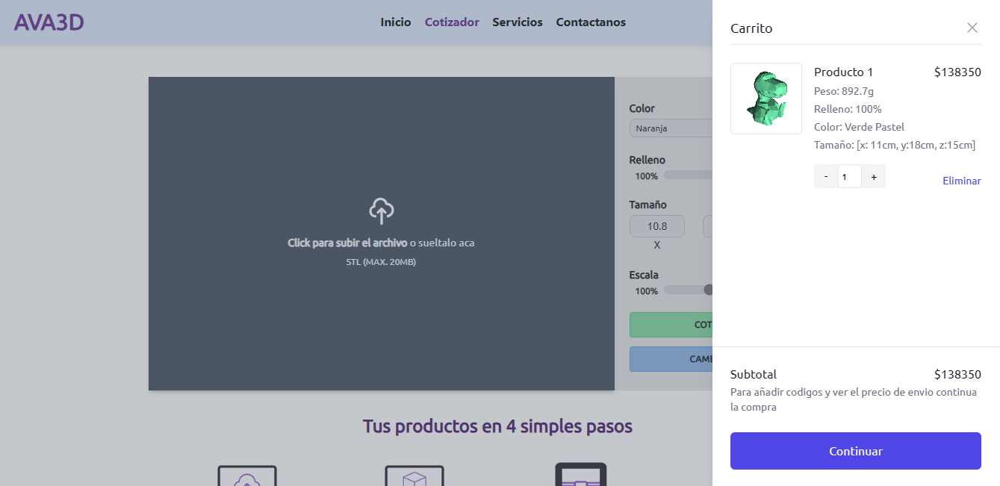 AVA3D
Inicio Cotizador Servicios Contactanos
Click para subir el archivo o sueltalo aca
STL (MAX. 20MB)
Color
Naranja
Relleno
100%
Tamaño
10.8
X
Escala
100%
COT
CAMB
Tus productos en 4 simples pasos
Carrito
Producto 1 $138350
Peso: 892.7g
Relleno: 100%
Color: Verde Pastel
Tamaño: [x: 11cm, y:18cm, z:15cm]
- 1 +
Eliminar
Subtotal $138350
Para añadir codigos y ver el precio de envio continua
la compra
Continuar